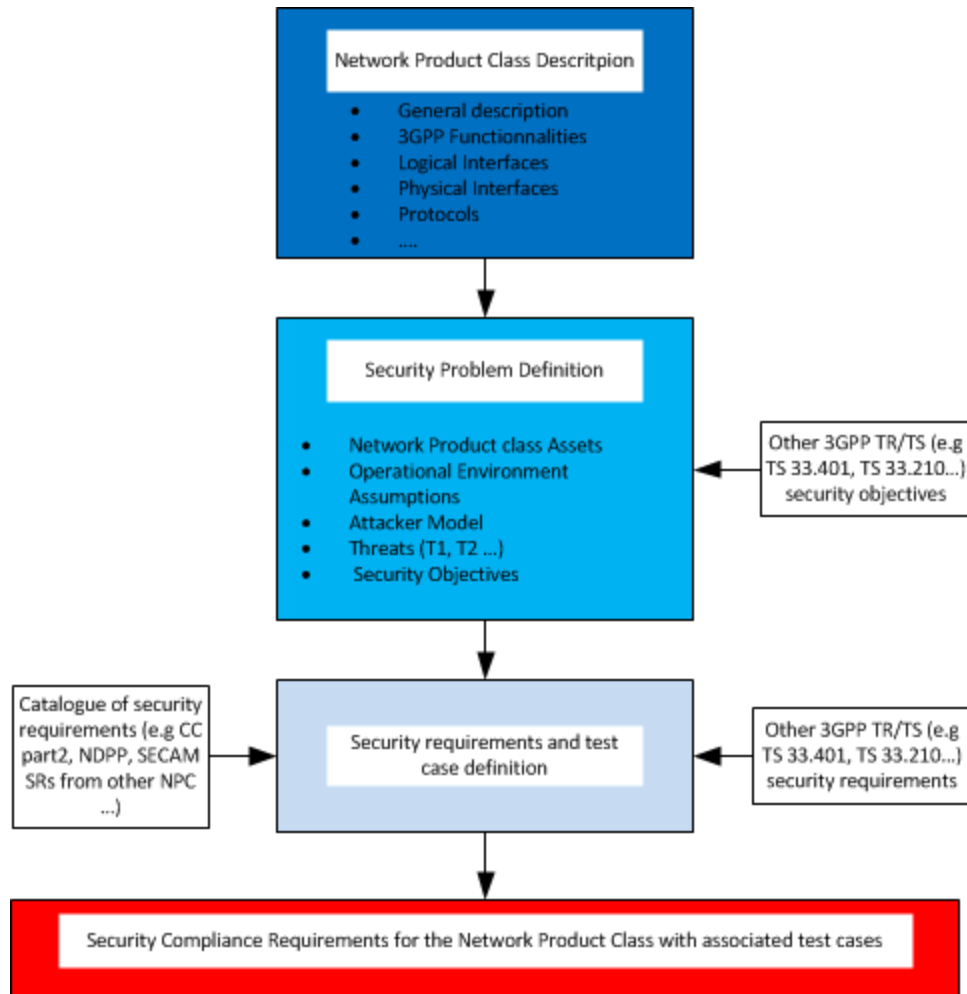 Network Product Class Descritpion
• General description
• 3GPP Functionnalities
• Logical Interfaces
• Physical Interfaces
• Protocols
• ....
Security Problem Definition
• Network Product class Assets
• Operational Environment
Assumptions
• Attacker Model
• Threats (T1, T2 ...)
• Security Objectives
Other 3GPP TR/TS (e.g
TS 33.401, TS 33.210...)
security objectives
Catalogue of security
requirements (e.g CC
part2, NDPP, SECAM
SRs from other NPC
...)
Security requirements and test
case definition
Other 3GPP TR/TS (e.g
TS 33.401, TS 33.210...)
security requirements
Security Compliance Requirements for the Network Product Class with associated test cases